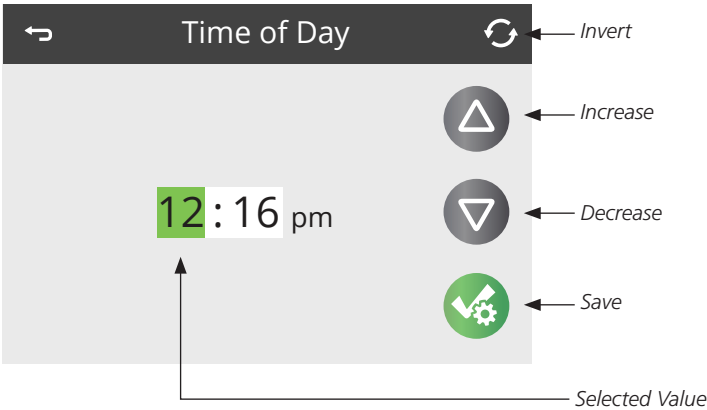 Time of Day
Invert
Increase
12 : 16 pm
Decrease
Save
Selected Value